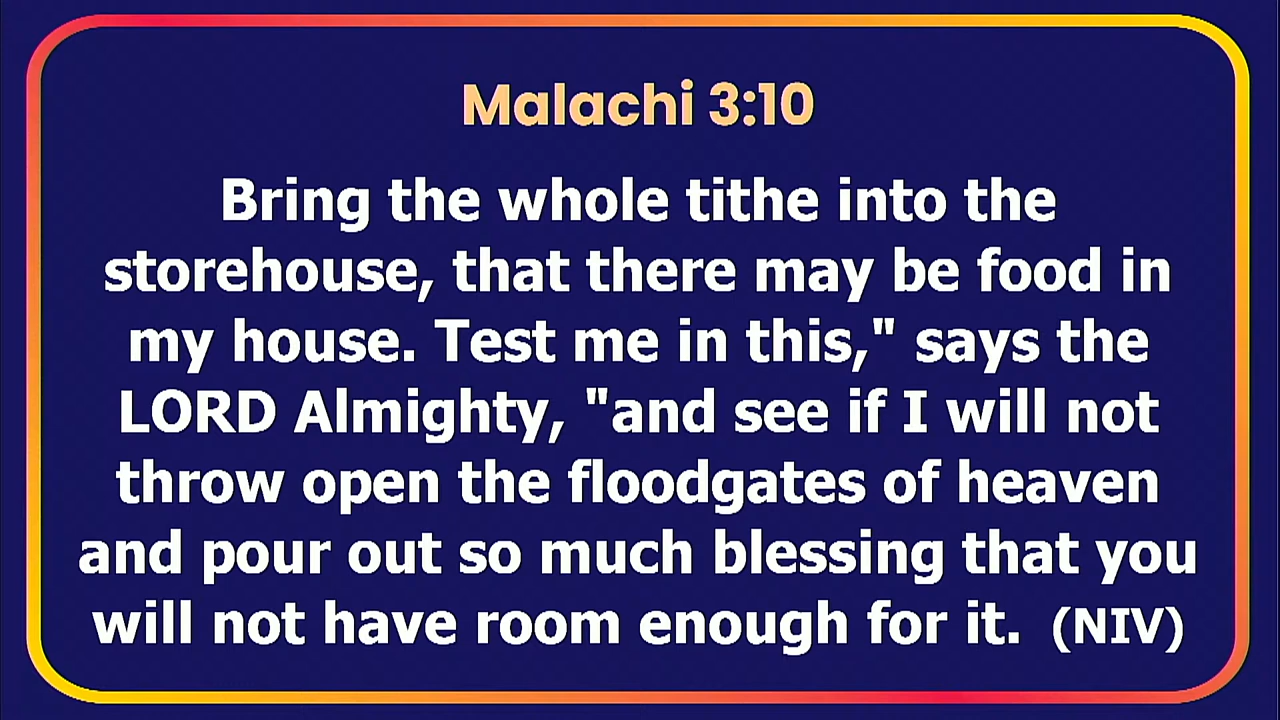 Malachi 3:10
Bring the whole tithe into the
storehouse, that there may be food in
my house. Test me in this," says the
LORD Almighty, "and see if I will not
throw open the floodgates of heaven
and pour out so much blessing that you
will not have room enough for it. (NIV)